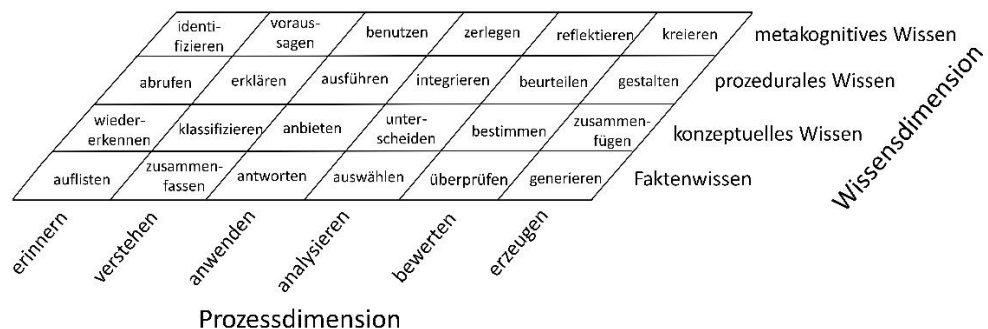 identi-
fizieren
voraus-
sagen
benutzen
zerlegen
reflektieren
kreieren
metakognitives Wissen
abrufen
erklären
ausführen
integrieren
beurteilen
gestalten
prozedurales Wissen
wieder-
erkennen
klassifizieren
anbieten
unter-
scheiden
bestimmen
zusammen-
fügen
konzeptuelles Wissen
auflisten
zusammen-
fassen
antworten
auswählen
überprüfen
generieren
Faktenwissen
Wissensdimension
erinnern
verstehen
anwenden
analysieren
bewerten
erzeugen
Prozessdimension